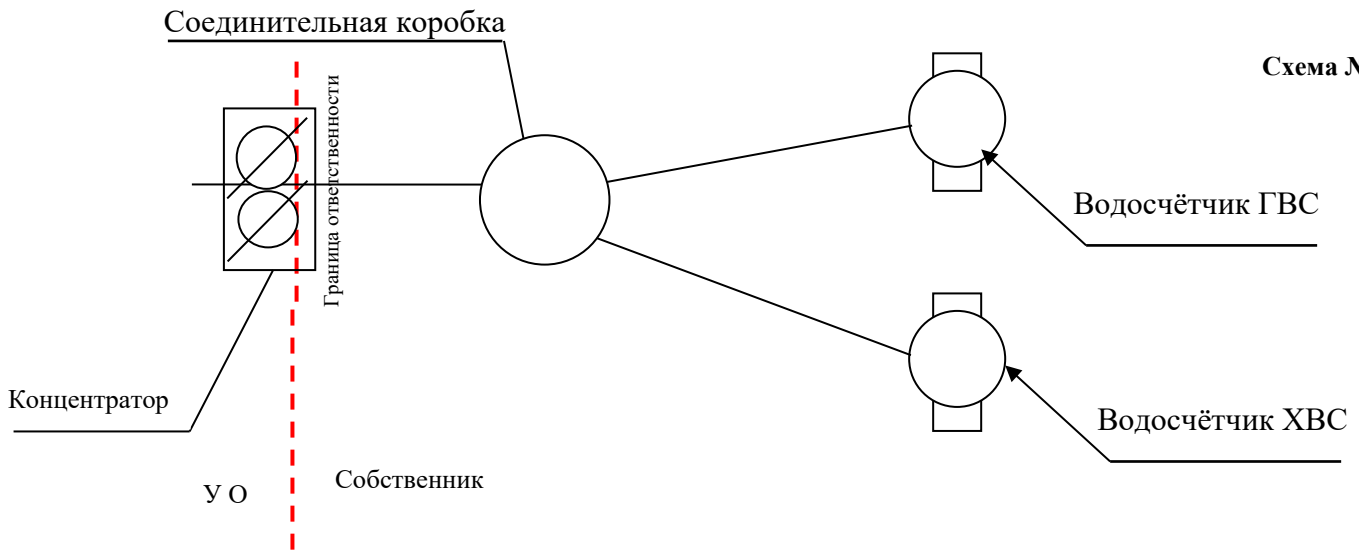 Соединительная коробка
Схема №
Граница ответственности
Водосчётчик ГВС
Концентратор
Водосчётчик ХВС
Собственник
У О